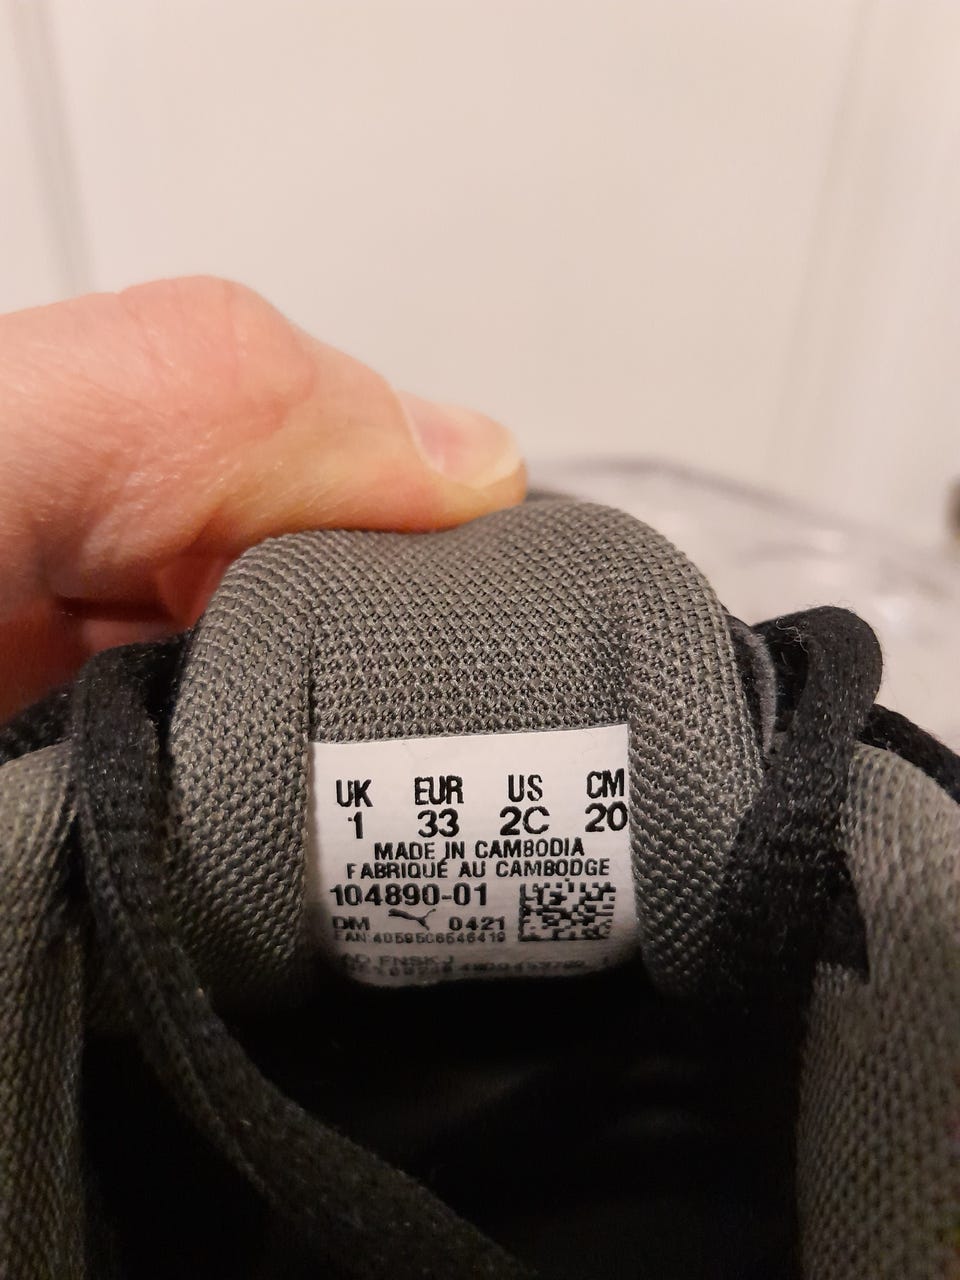 UK EUR US CM
1 33 2C 20
MADE IN CAMBODIA
FABRIQUÉ AU CAMBODGE
104890-01
DM 0421